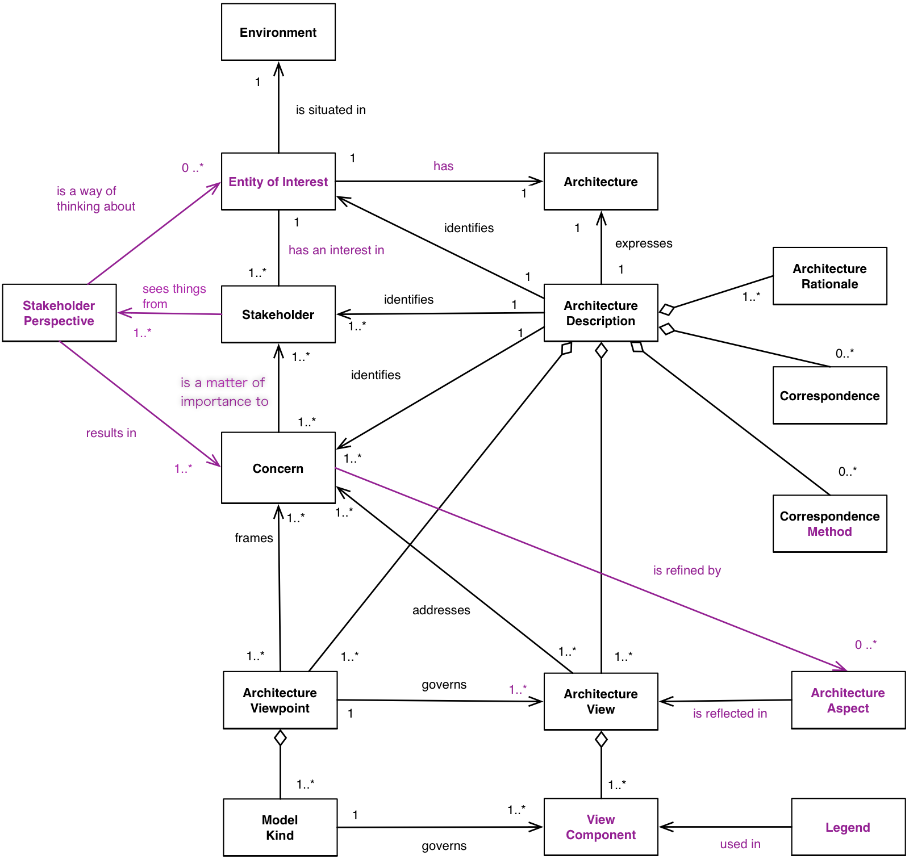 Environment
1
is situated in
0 ..*
1
has
Entity of Interest
Architecture
1
is a way of
thinking about
1
identifies
1
has an interest in
expresses
1..*
1
1
Architecture
Rationale
sees things
from
1..*
Stakeholder
Perspective
Stakeholder
identifies
1
Architecture
Description
1..*
1..*
1
0..*
1..*
is a matter of
importance to
identifies
Correspondence
1..*
results in
1..*
1..*
Concern
0..*
1..*
1..*
Correspondence
Method
frames
is refined by
addresses
1..*
1..*
1..*
1..*
0 ..*
Architecture
Viewpoint
governs
1..*
1
Architecture
View
is reflected in
Architecture
Aspect
1..*
1..*
Model
Kind
1
1..*
governs
View
Component
used in
Legend